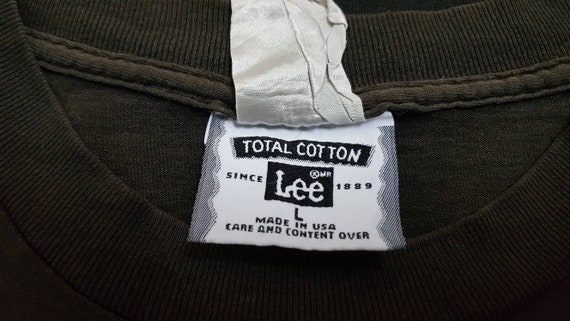 TOTAL COTTON
SINCE Lee ®MR 1889
L
MADE IN USA
CARE AND CONTENT OVER